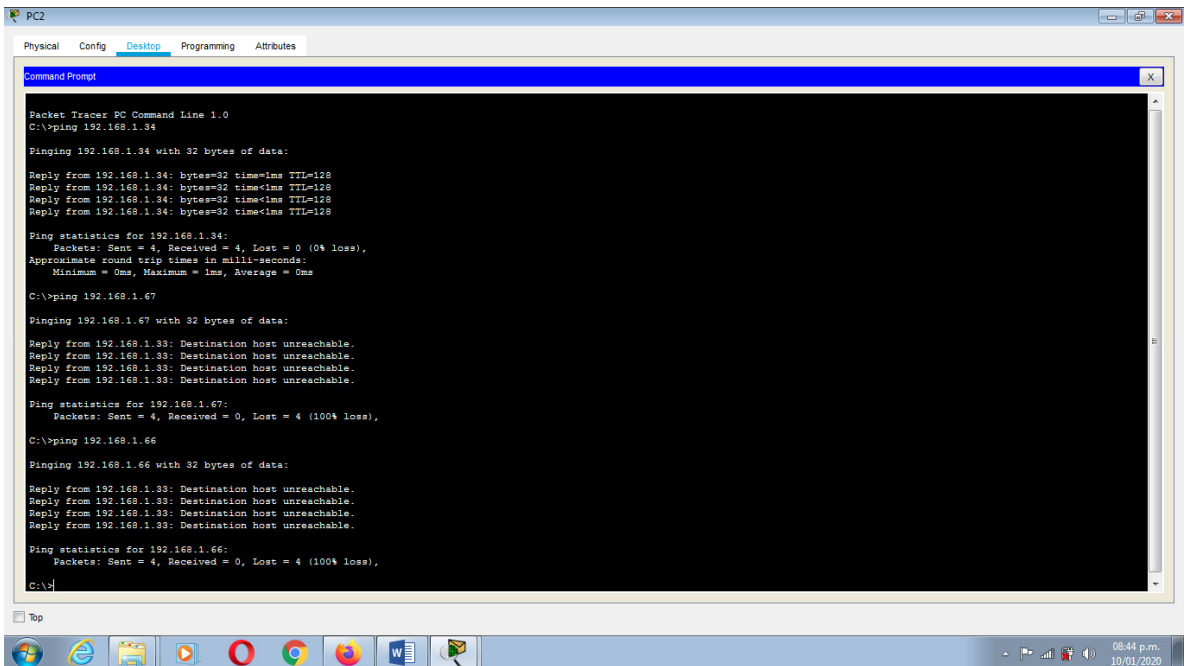 PC2
Physical Config Desktop Programming Attributes
Command Prompt
X
Packet Tracer PC Command Line 1.0
C:\>ping 192.168.1.34
Pinging 192.168.1.34 with 32 bytes of data:
Reply from 192.168.1.34: bytes=32 time=1ms TTL=128
Reply from 192.168.1.34: bytes=32 time<1ms TTL=128
Reply from 192.168.1.34: bytes=32 time<1ms TTL=128
Reply from 192.168.1.34: bytes=32 time<1ms TTL=128
Ping statistics for 192.168.1.34:
Packets: Sent = 4, Received = 4, Lost = 0 (0% loss),
Approximate round trip times in milli-seconds:
Minimum = 0ms, Maximum = 1ms, Average = 0ms
C:\>ping 192.168.1.67
Pinging 192.168.1.67 with 32 bytes of data:
Reply from 192.168.1.33: Destination host unreachable.
Reply from 192.168.1.33: Destination host unreachable.
Reply from 192.168.1.33: Destination host unreachable.
Reply from 192.168.1.33: Destination host unreachable.
Ping statistics for 192.168.1.67:
Packets: Sent = 4, Received = 0, Lost = 4 (100% loss),
C:\>ping 192.168.1.66
Pinging 192.168.1.66 with 32 bytes of data:
Reply from 192.168.1.33: Destination host unreachable.
Reply from 192.168.1.33: Destination host unreachable.
Reply from 192.168.1.33: Destination host unreachable.
Reply from 192.168.1.33: Destination host unreachable.
Ping statistics for 192.168.1.66:
Packets: Sent = 4, Received = 0, Lost = 4 (100% loss),
C:\>
Top
08:44 p.m.
10/01/2020